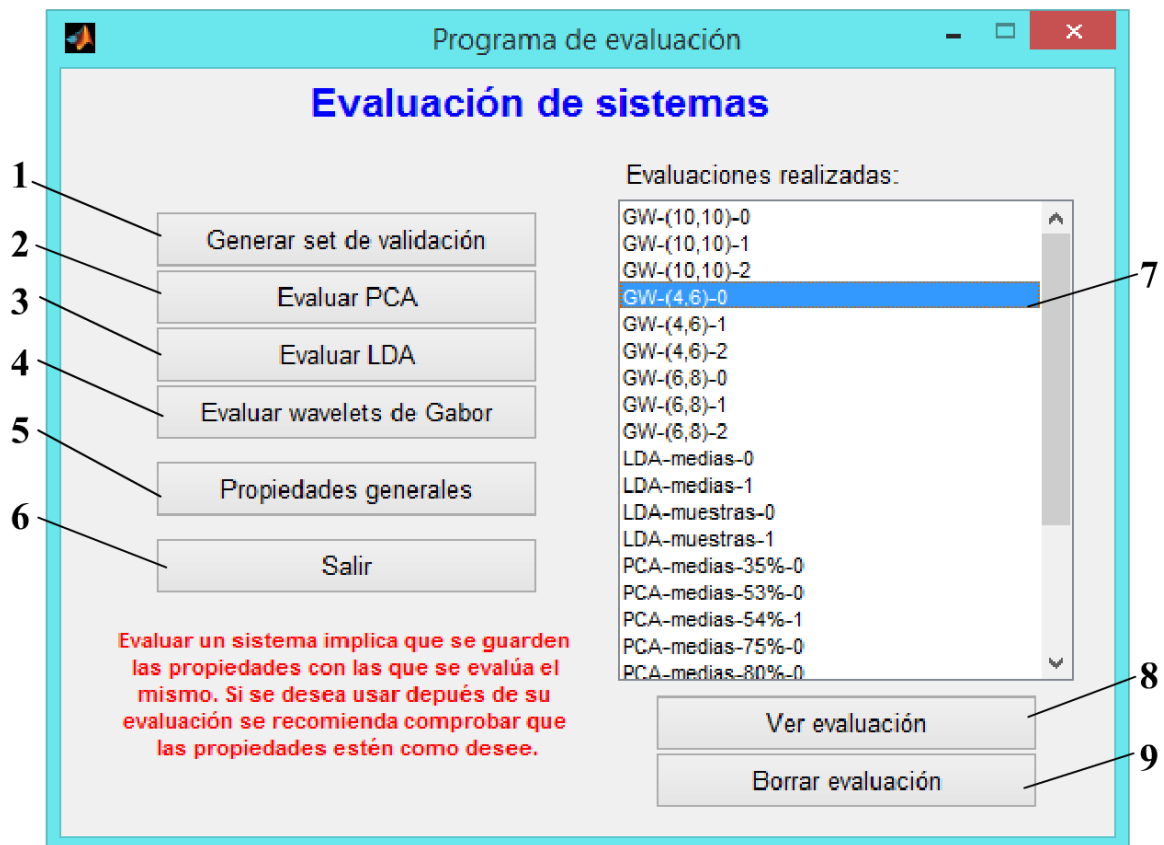 Programa de evaluación
Evaluación de sistemas
1
Generar set de validación
2
Evaluar PCA
3
Evaluar LDA
4
Evaluar wavelets de Gabor
5
Propiedades generales
6
Salir
Evaluar un sistema implica que se guarden
las propiedades con las que se evalúa el
mismo. Si se desea usar depués de su
evaluación se recomienda comprobar que
las propiedades estén como desee.
Evaluaciones realizadas:
GW-(10,10)-0
GW-(10,10)-1
GW-(10,10)-2
GW-(4,6)-0
GW-(4,6)-1
GW-(4,6)-2
GW-(6,8)-0
GW-(6,8)-1
GW-(6,8)-2
LDA-medias-0
LDA-medias-1
LDA-muestras-0
LDA-muestras-1
PCA-medias-35%-0
PCA-medias-53%-0
PCA-medias-54%-1
PCA-medias-75%-0
PCA-medias-80%-0
7
Ver evaluación
8
Borrar evaluación
9